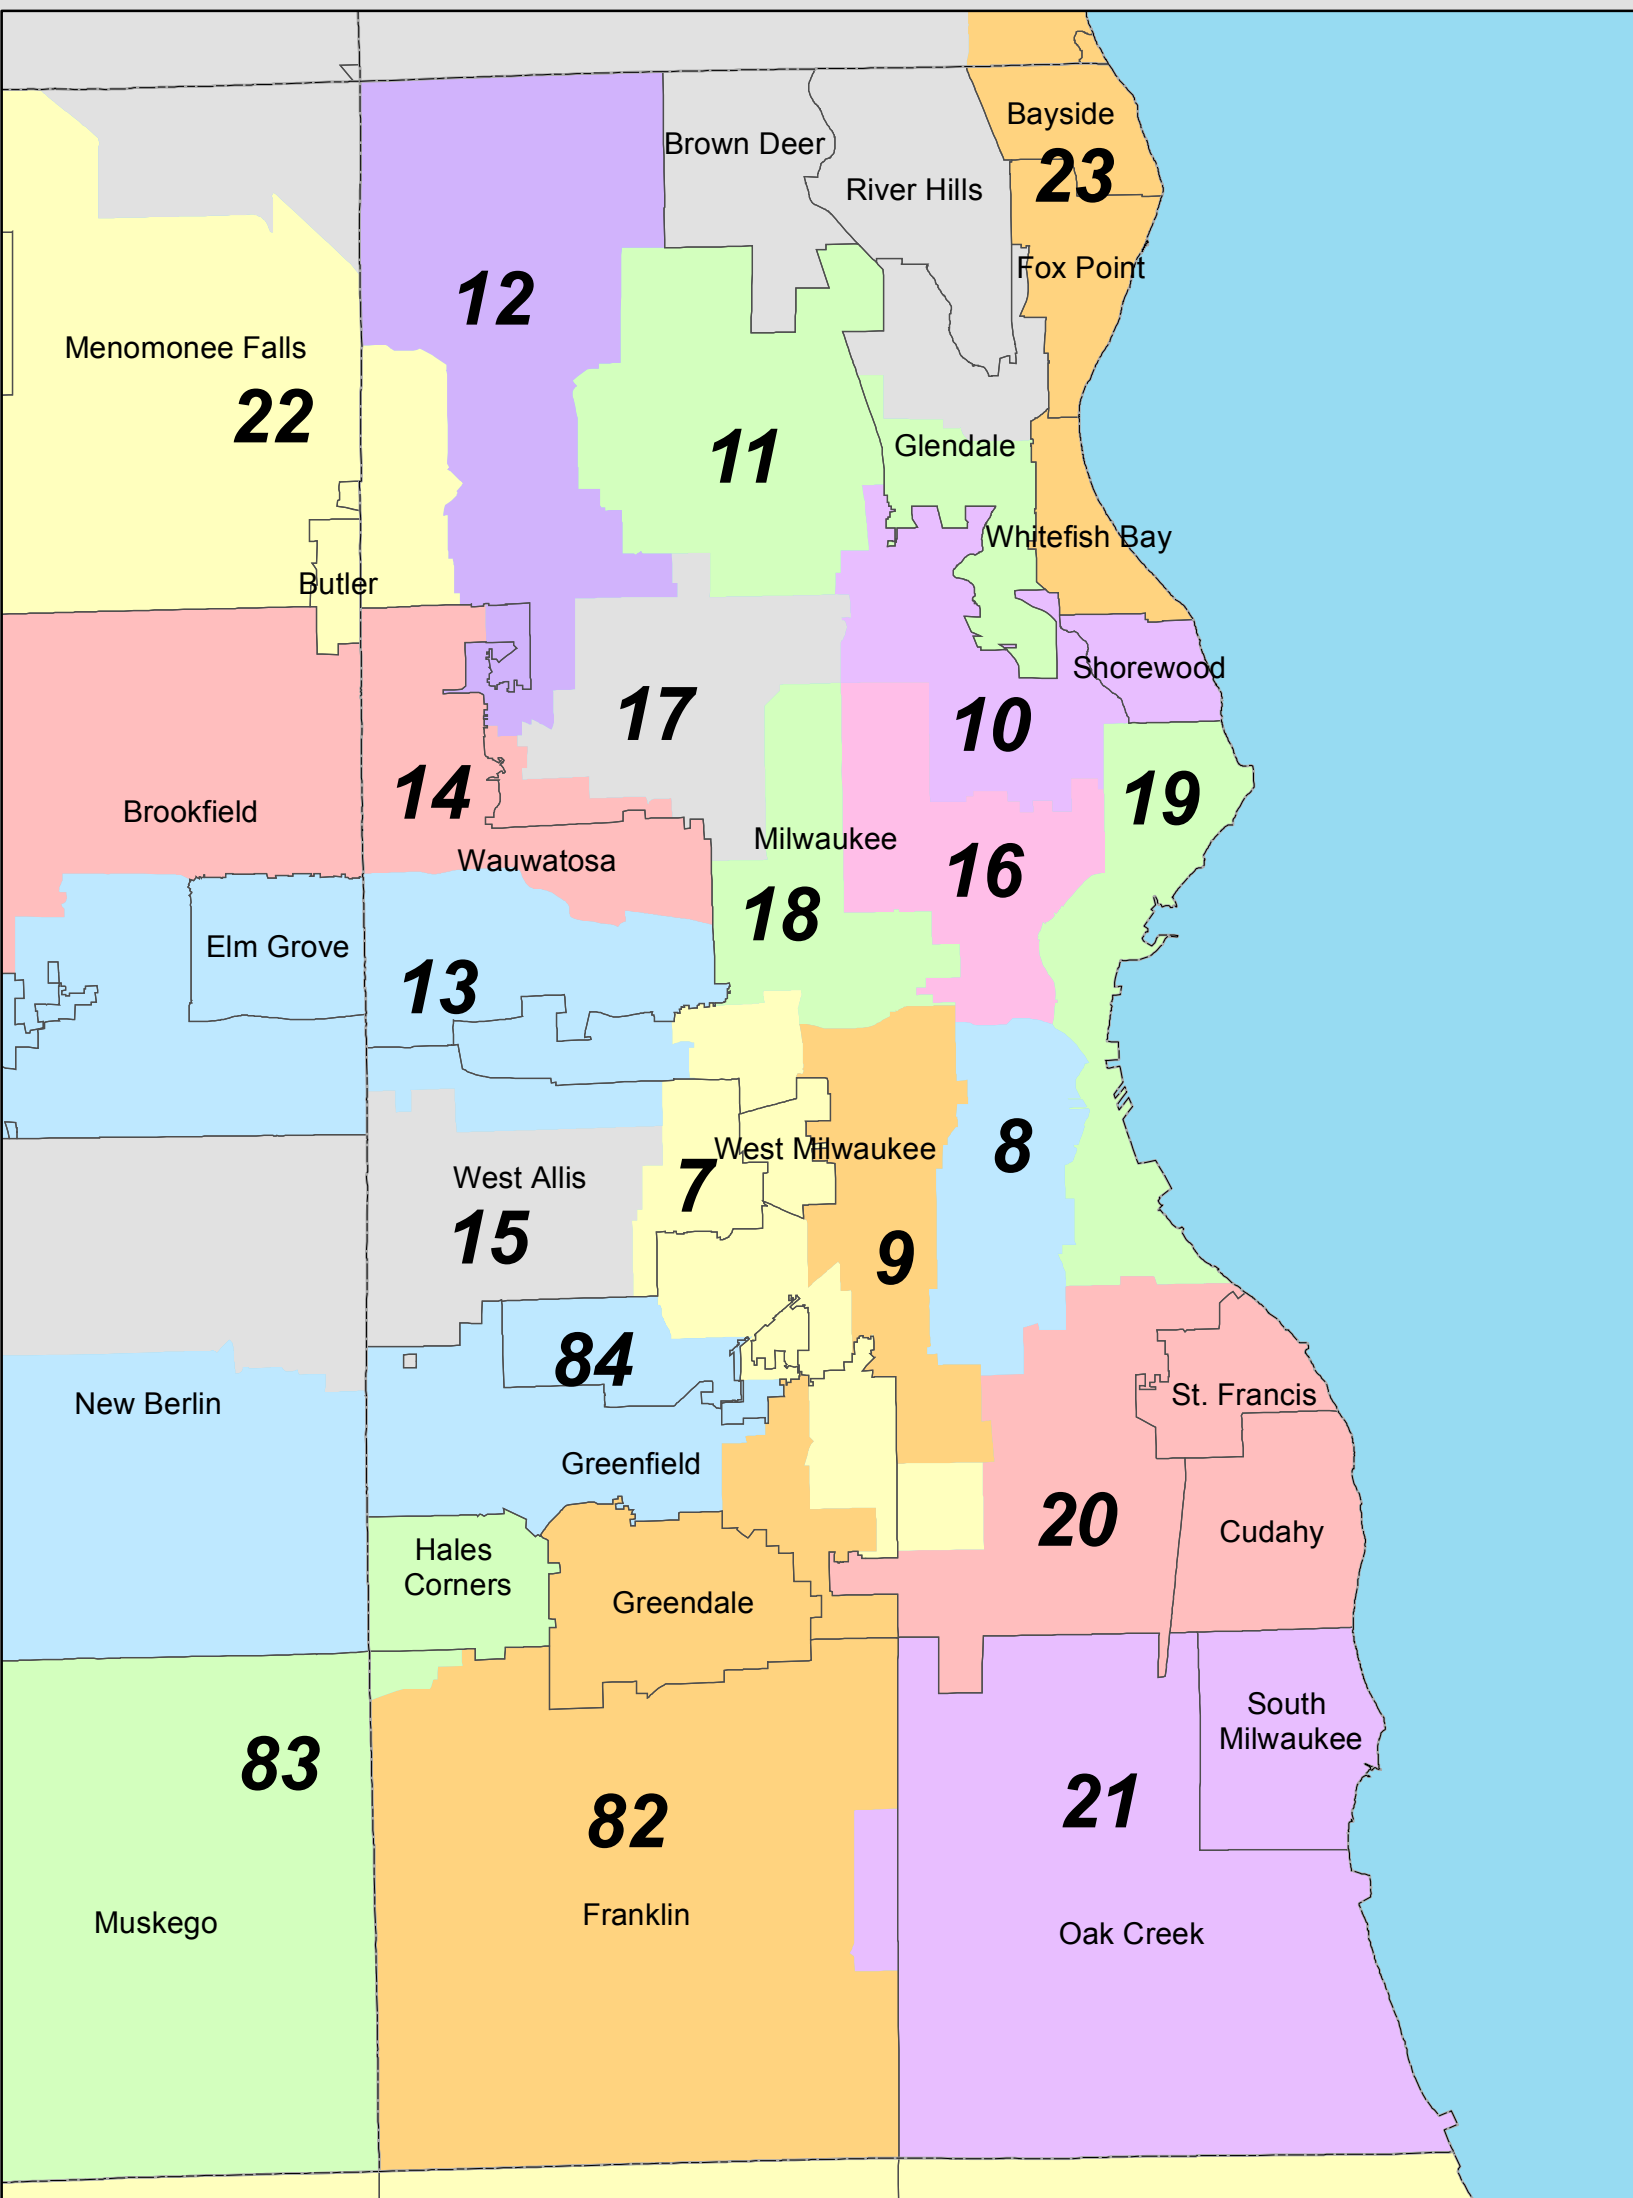 Bayside
Brown Deer
23
River Hills
Fox Point
12
Menomonee Falls
22
11
Glendale
Whitefish Bay
Butler
Shorewood
17
10
14
19
Brookfield
Milwaukee
Wauwatosa
16
18
Elm Grove
13
8
West Milwaukee
West Allis
7
15
9
84
St. Francis
New Berlin
Greenfield
20
Cudahy
Hales
Corners
Greendale
South
Milwaukee
83
21
82
Franklin
Muskego
Oak Creek